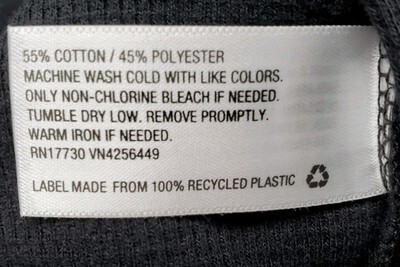 55% COTTON / 45% POLYESTER
MACHINE WASH COLD WITH LIKE COLORS.
ONLY NON-CHLORINE BLEACH IF NEEDED.
TUMBLE DRY LOW. REMOVE PROMPTLY.
WARM IRON IF NEEDED.
RN17730 VN4256449
LABEL MADE FROM 100% RECYCLED PLASTIC